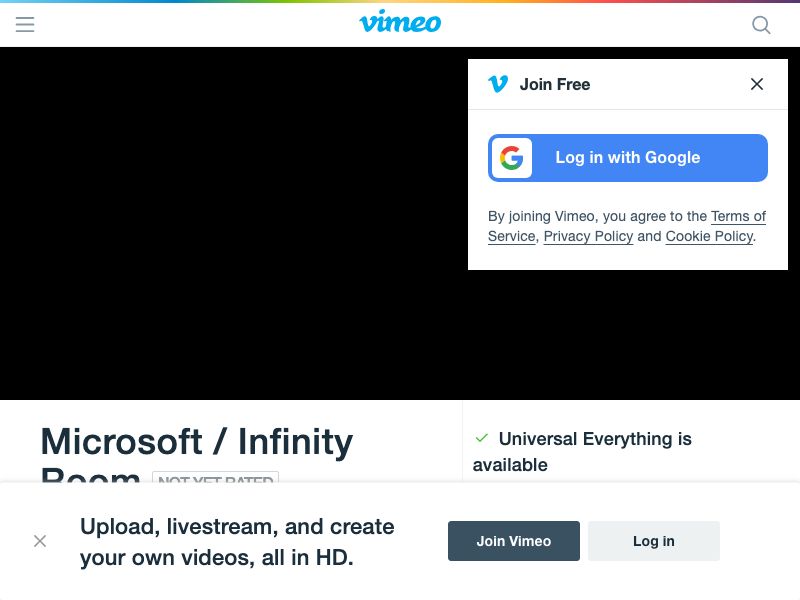 vimeo
Join Free
Log in with Google
By joining Vimeo, you agree to the Terms of
Service, Privacy Policy and Cookie Policy.
Microsoft / Infinity
Room NOT YET RATED
Universal Everything is
available
Upload, livestream, and create
your own videos, all in HD.
Join Vimeo
Log in